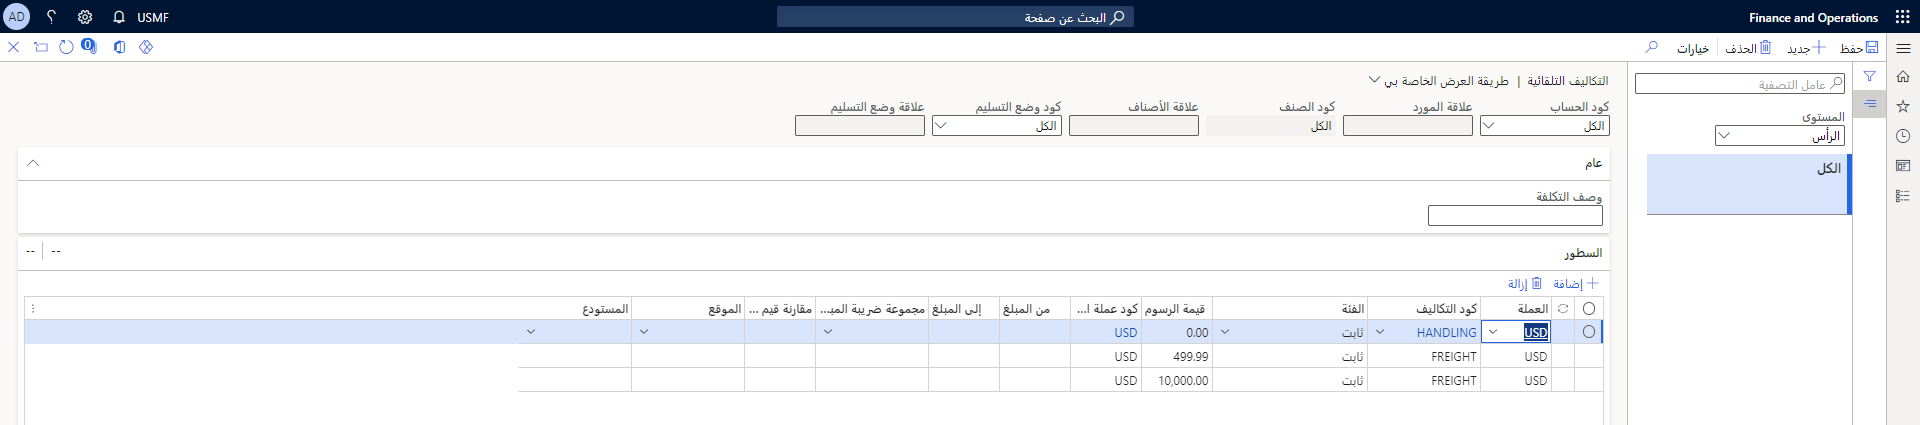 Finance and Operations
البحث عن صفحة
USMF
؟
AD
حفظ
جديد
الحذف
خيارات
0
عامل التصفية
المستوى
الرأس
الكل
التكاليف التلقائية | طريقة العرض الخاصة بي
كود الحساب
علاقة المورد
كود الصنف
علاقة الأصناف
كود وضع التسليم
علاقة وضع التسليم
الكل
الكل
الكل
عام
وصف التكلفة
السطور
-- | --
إضافة
إزالة
العملة كود التكاليف الفئة قيمة الرسوم كود عملة ا... من المبلغ إلى المبلغ مجموعة ضريبة المب... مقارنة قيم ... الموقع المستودع
USD HANDLING ثابت 0.00 USD
USD FREIGHT ثابت 499.99 USD
USD FREIGHT ثابت 10,000.00 USD